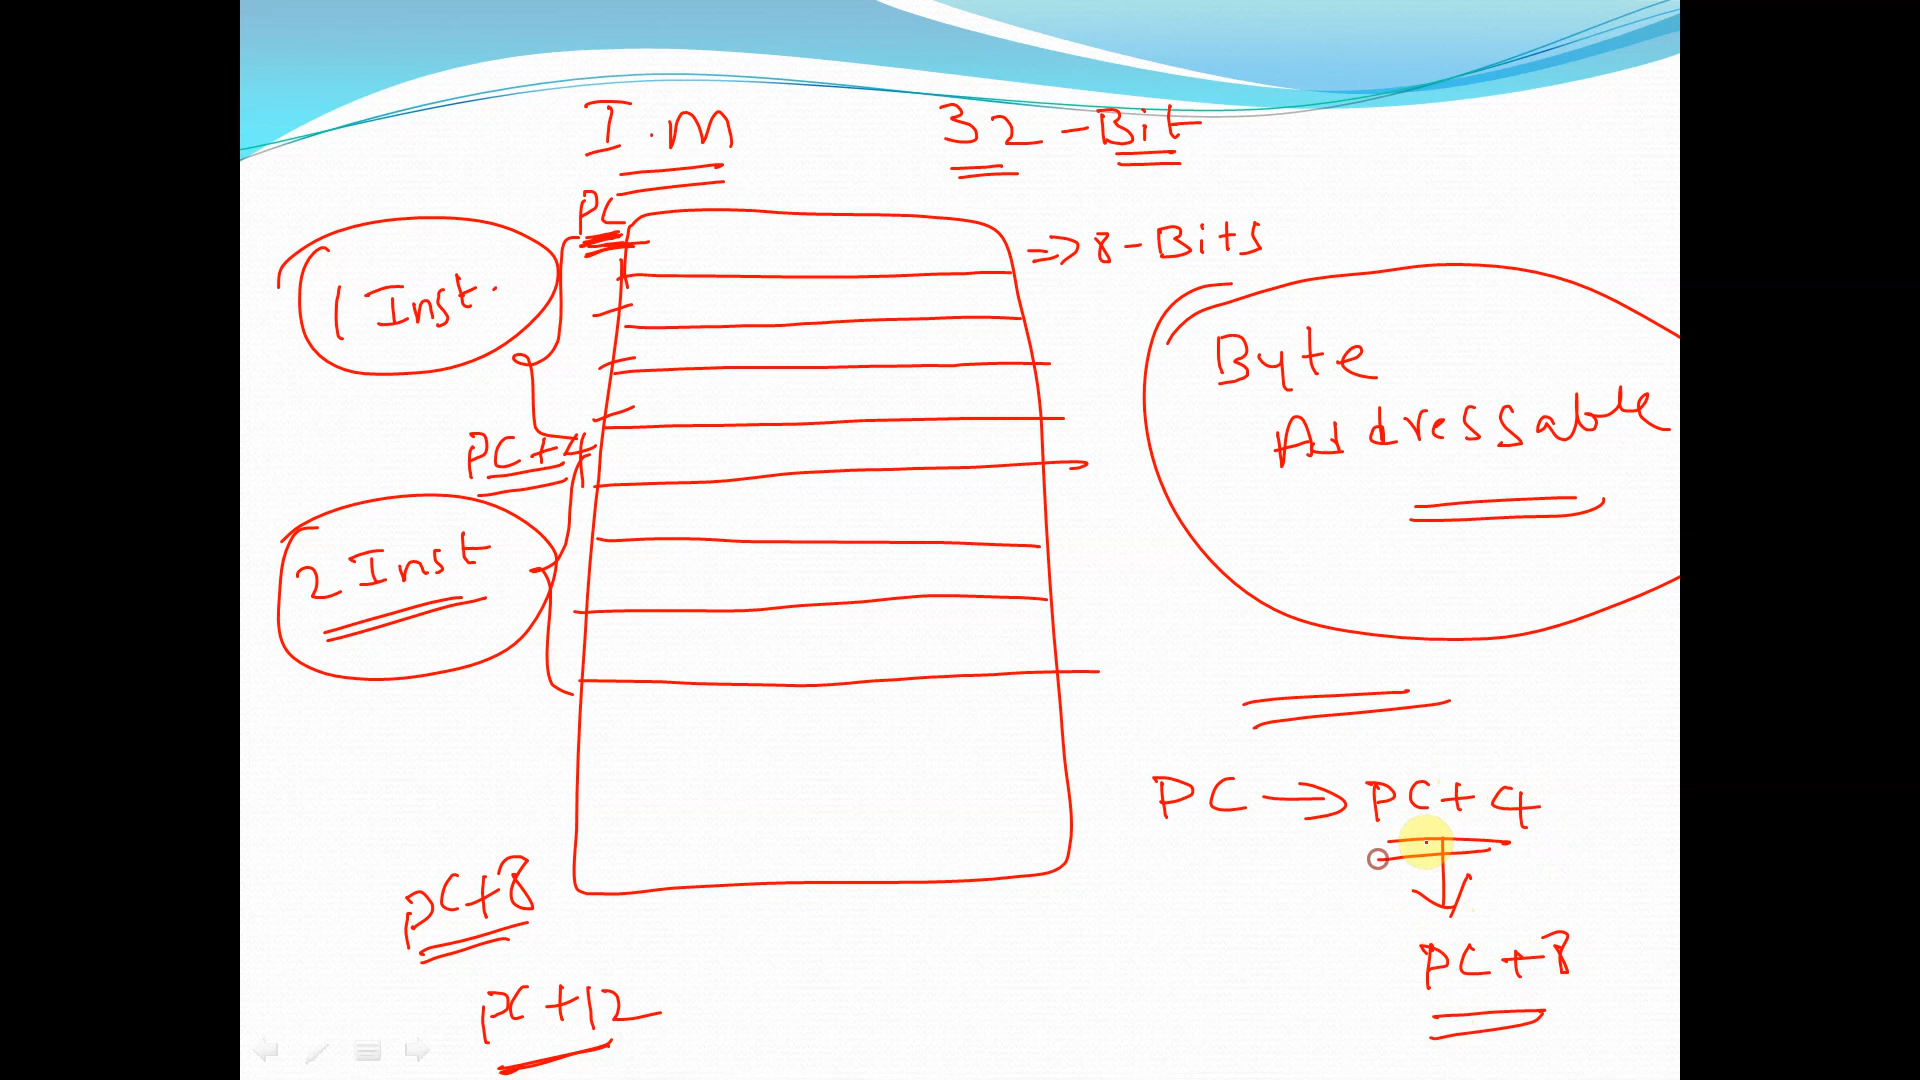 I.M
32-Bit
PC
=> 8-Bits
1 Inst.
Byte
Addressable
PC+4
2 Inst
PC → PC+4
PC+8
PC+8
PC+12